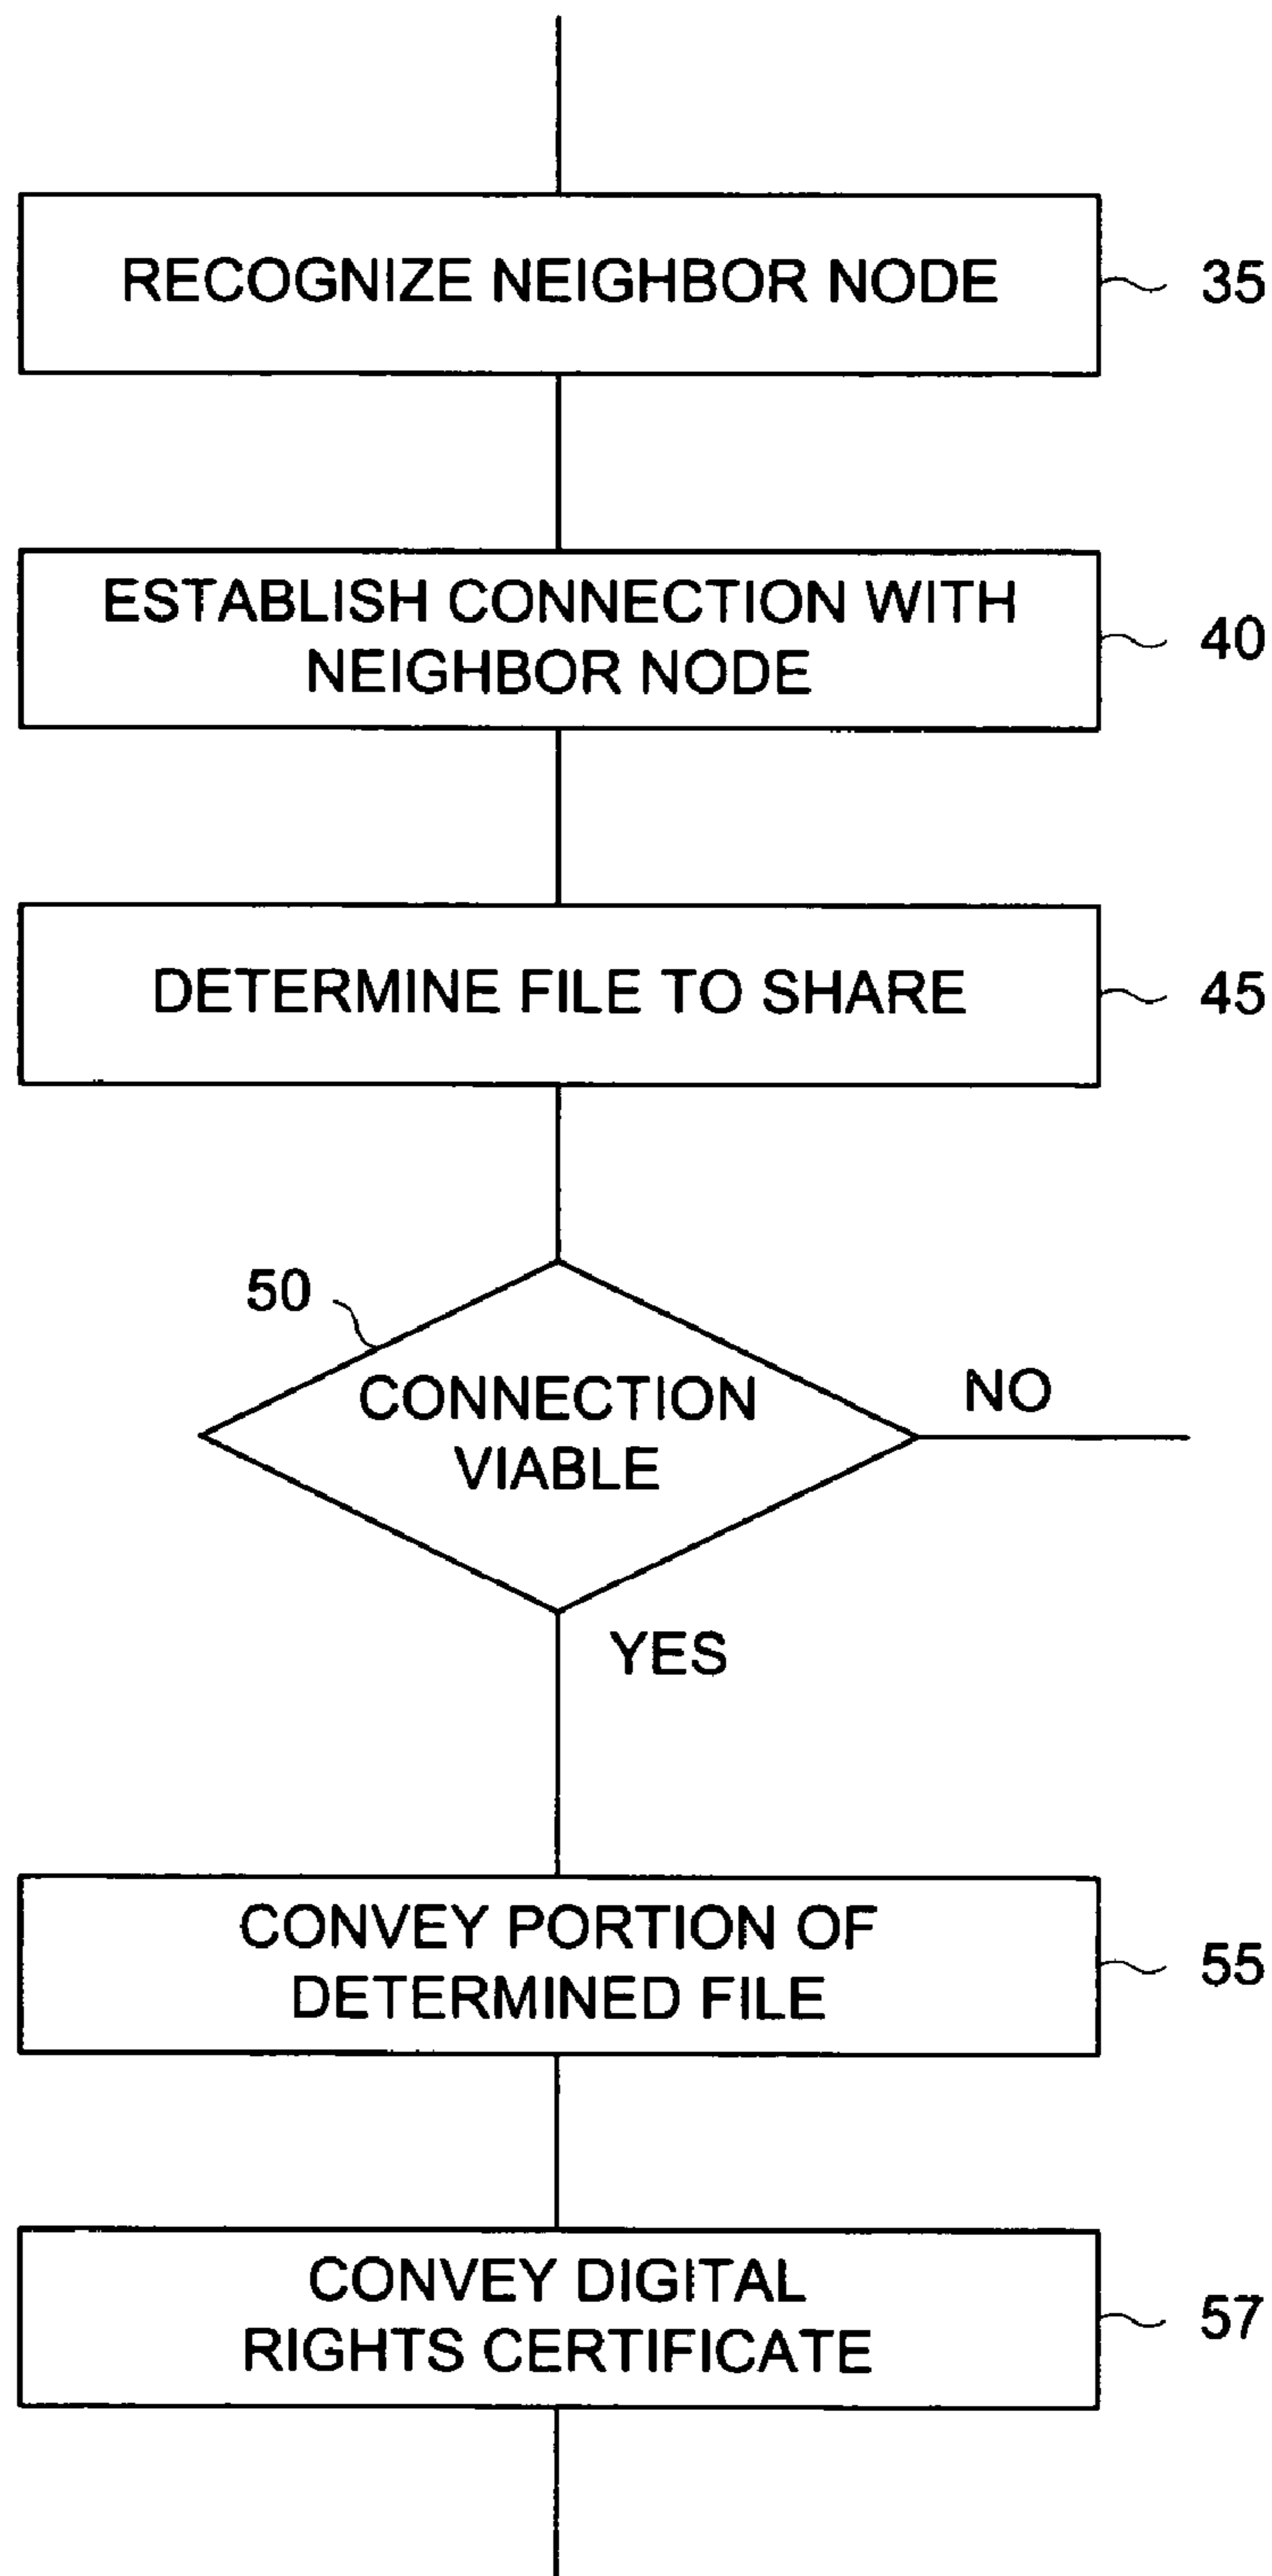 RECOGNIZE NEIGHBOR NODE
35
ESTABLISH CONNECTION WITH
NEIGHBOR NODE
40
DETERMINE FILE TO SHARE
45
50
CONNECTION
VIABLE
NO
YES
CONVEY PORTION OF
DETERMINED FILE
55
CONVEY DIGITAL
RIGHTS CERTIFICATE
57